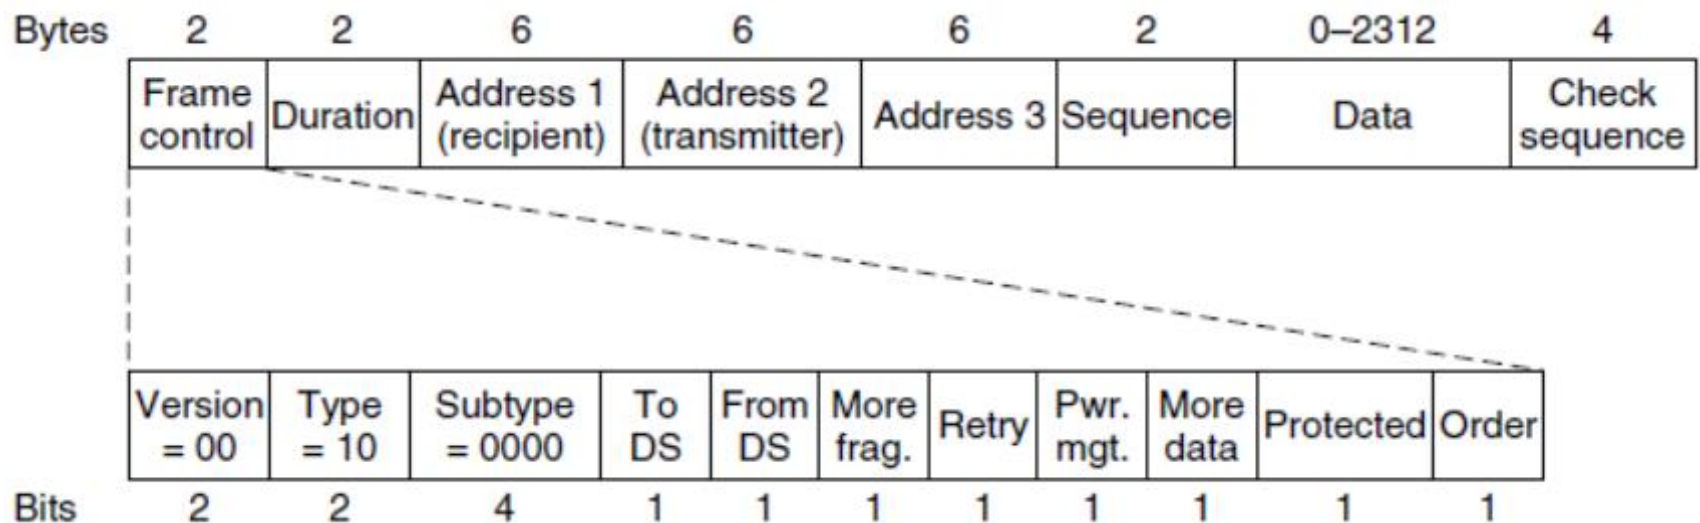 Bytes 2 2 6 6 6 2 0–2312 4
Frame control Duration Address 1 (recipient) Address 2 (transmitter) Address 3 Sequence Data Check sequence
Version = 00 Type = 10 Subtype = 0000 To DS From DS More frag. Retry Pwr. mgt. More data Protected Order
Bits 2 2 4 1 1 1 1 1 1 1 1